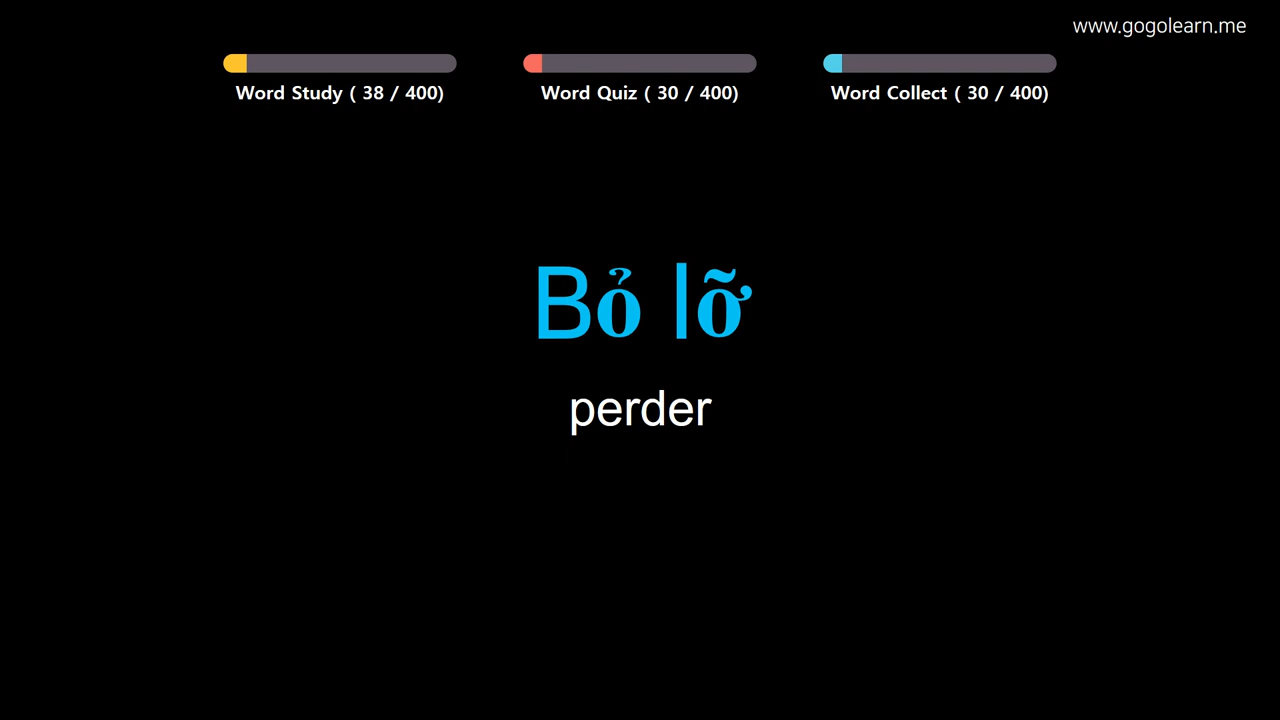 www.gogolearn.me
Word Study ( 38 / 400)
Word Quiz ( 30 / 400)
Word Collect ( 30 / 400)
Bỏ lỡ
perder